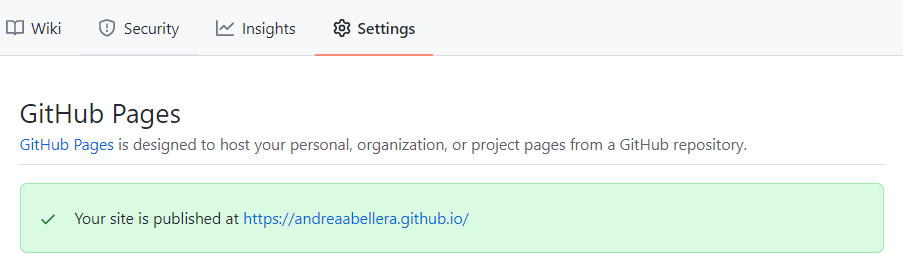 Wiki Security Insights Settings
GitHub Pages
GitHub Pages is designed to host your personal, organization, or project pages from a GitHub repository.
Your site is published at https://andreaabellera.github.io/